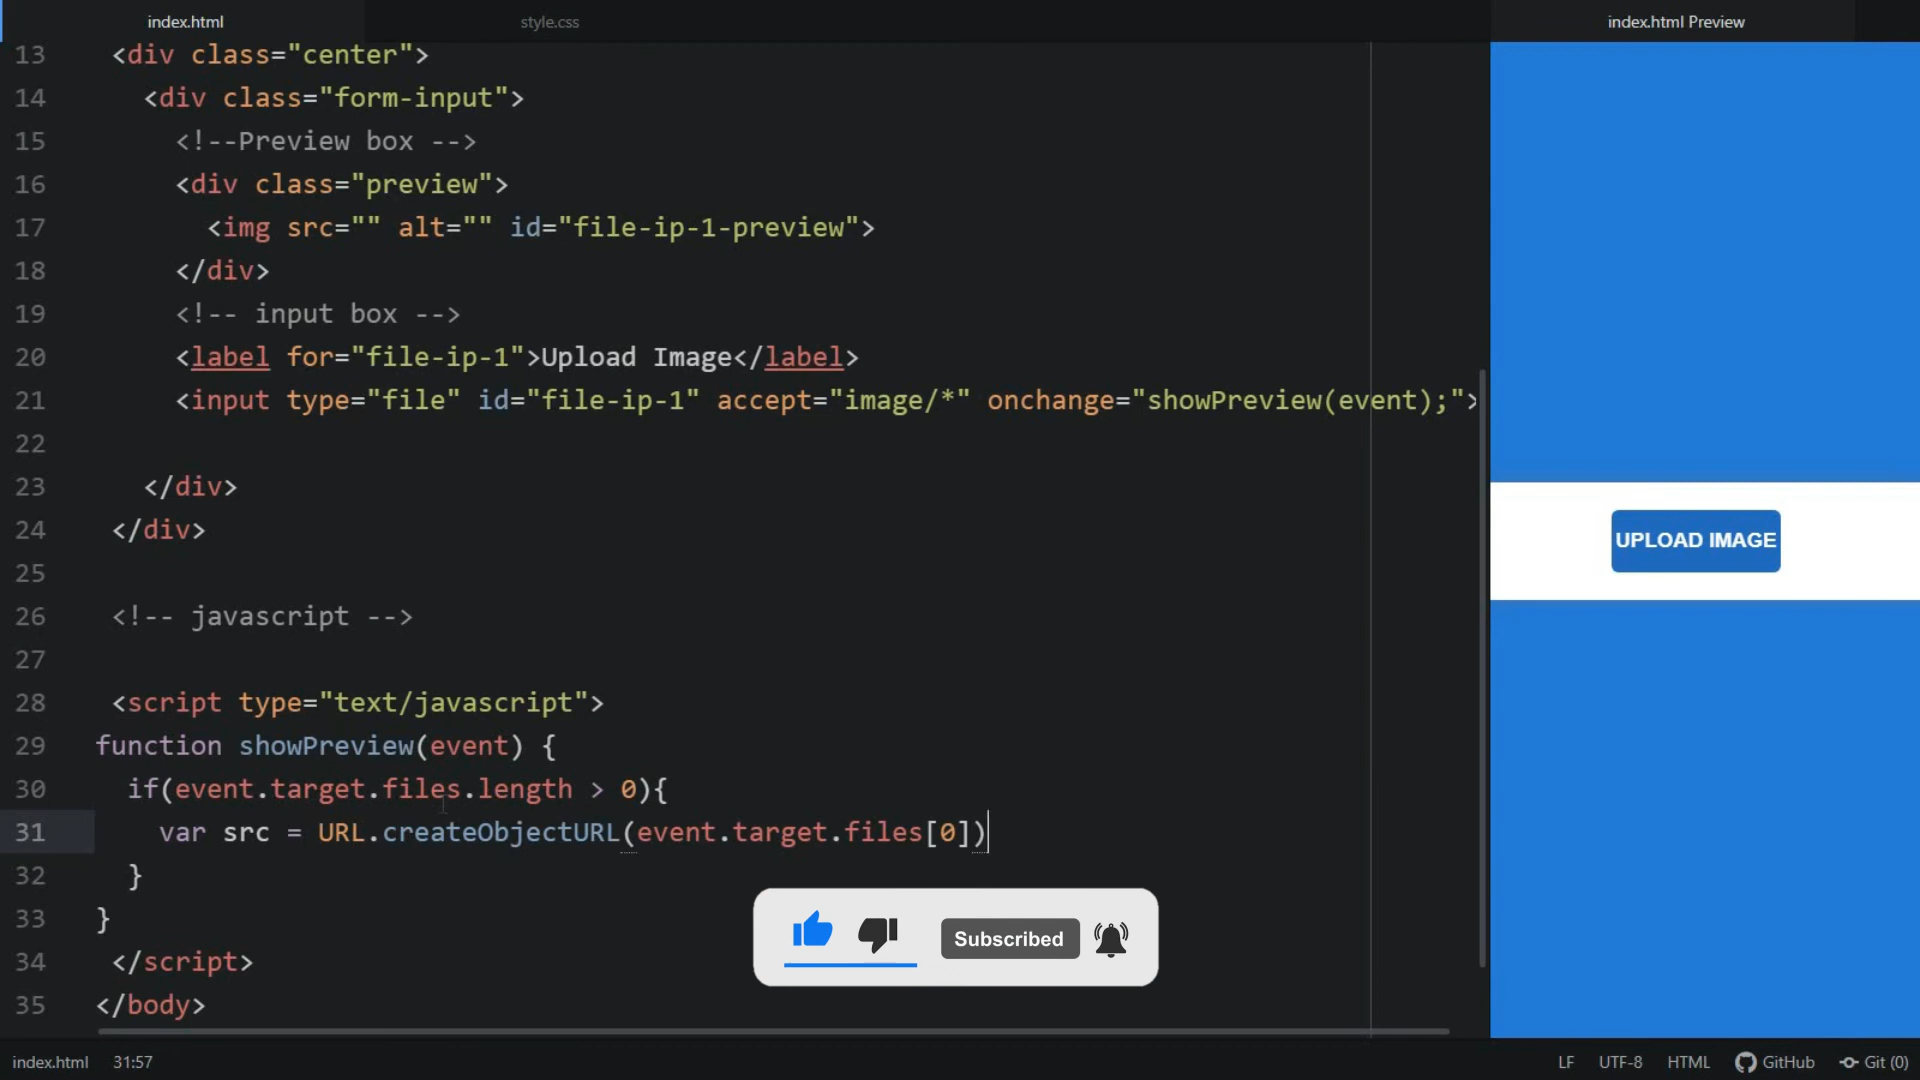 index.html
style.css
index.html Preview
13 <div class="center">
14 <div class="form-input">
15 <!--Preview box -->
16 <div class="preview">
17 <img src="" alt="" id="file-ip-1-preview">
18 </div>
19 <!-- input box -->
20 <label for="file-ip-1">Upload Image</label>
21 <input type="file" id="file-ip-1" accept="image/*" onchange="showPreview(event);">
22
23 </div>
24 </div>
25
26 <!-- javascript -->
27
28 <script type="text/javascript">
29 function showPreview(event) {
30 if(event.target.files.length > 0){
31 var src = URL.createObjectURL(event.target.files[0])
32 }
33 }
34 </script>
35 </body>
UPLOAD IMAGE
Subscribed
index.html 31:57
LF UTF-8 HTML GitHub Git (0)